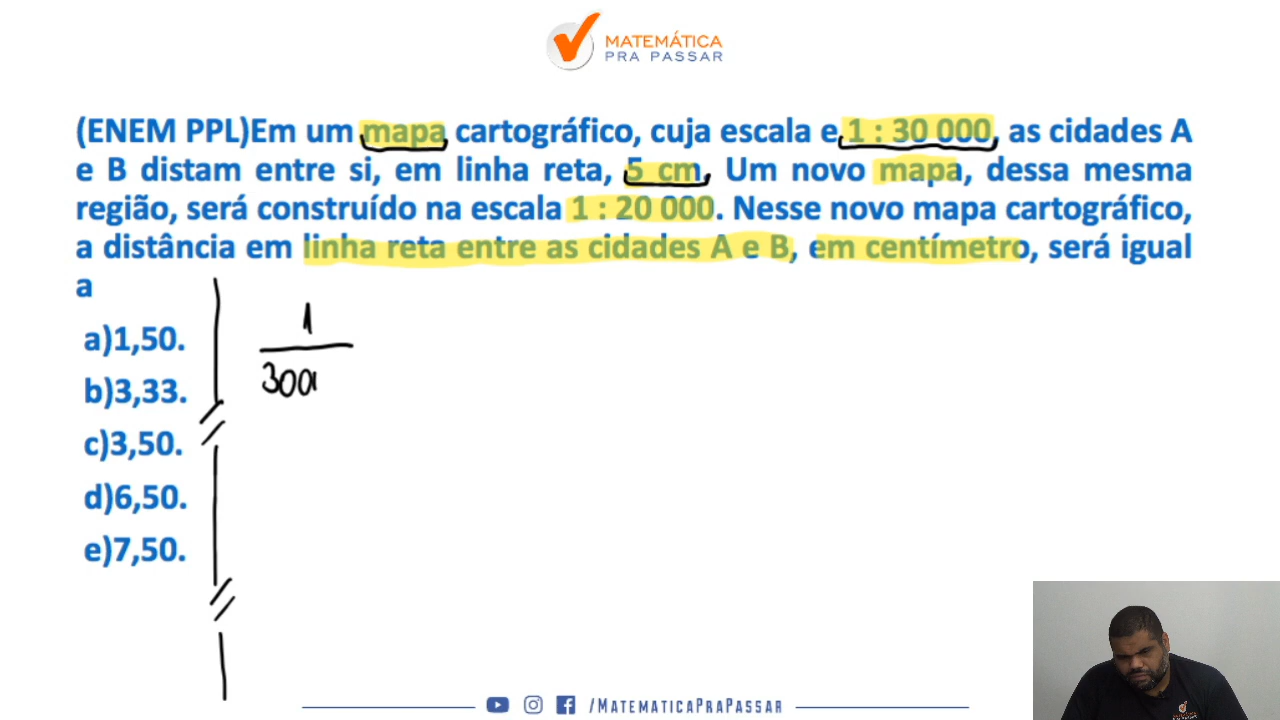 MATEMÁTICA
PRA PASSAR
(ENEM PPL)Em um mapa cartográfico, cuja escala e 1 : 30 000, as cidades A
e B distam entre si, em linha reta, 5 cm. Um novo mapa, dessa mesma
região, será construído na escala 1 : 20 000. Nesse novo mapa cartográfico,
a distância em linha reta entre as cidades A e B, em centímetro, será igual
a
a)1,50.
b)3,33.
c)3,50.
d)6,50.
e)7,50.
1
300
/MATEMATICAPRAPASSAR